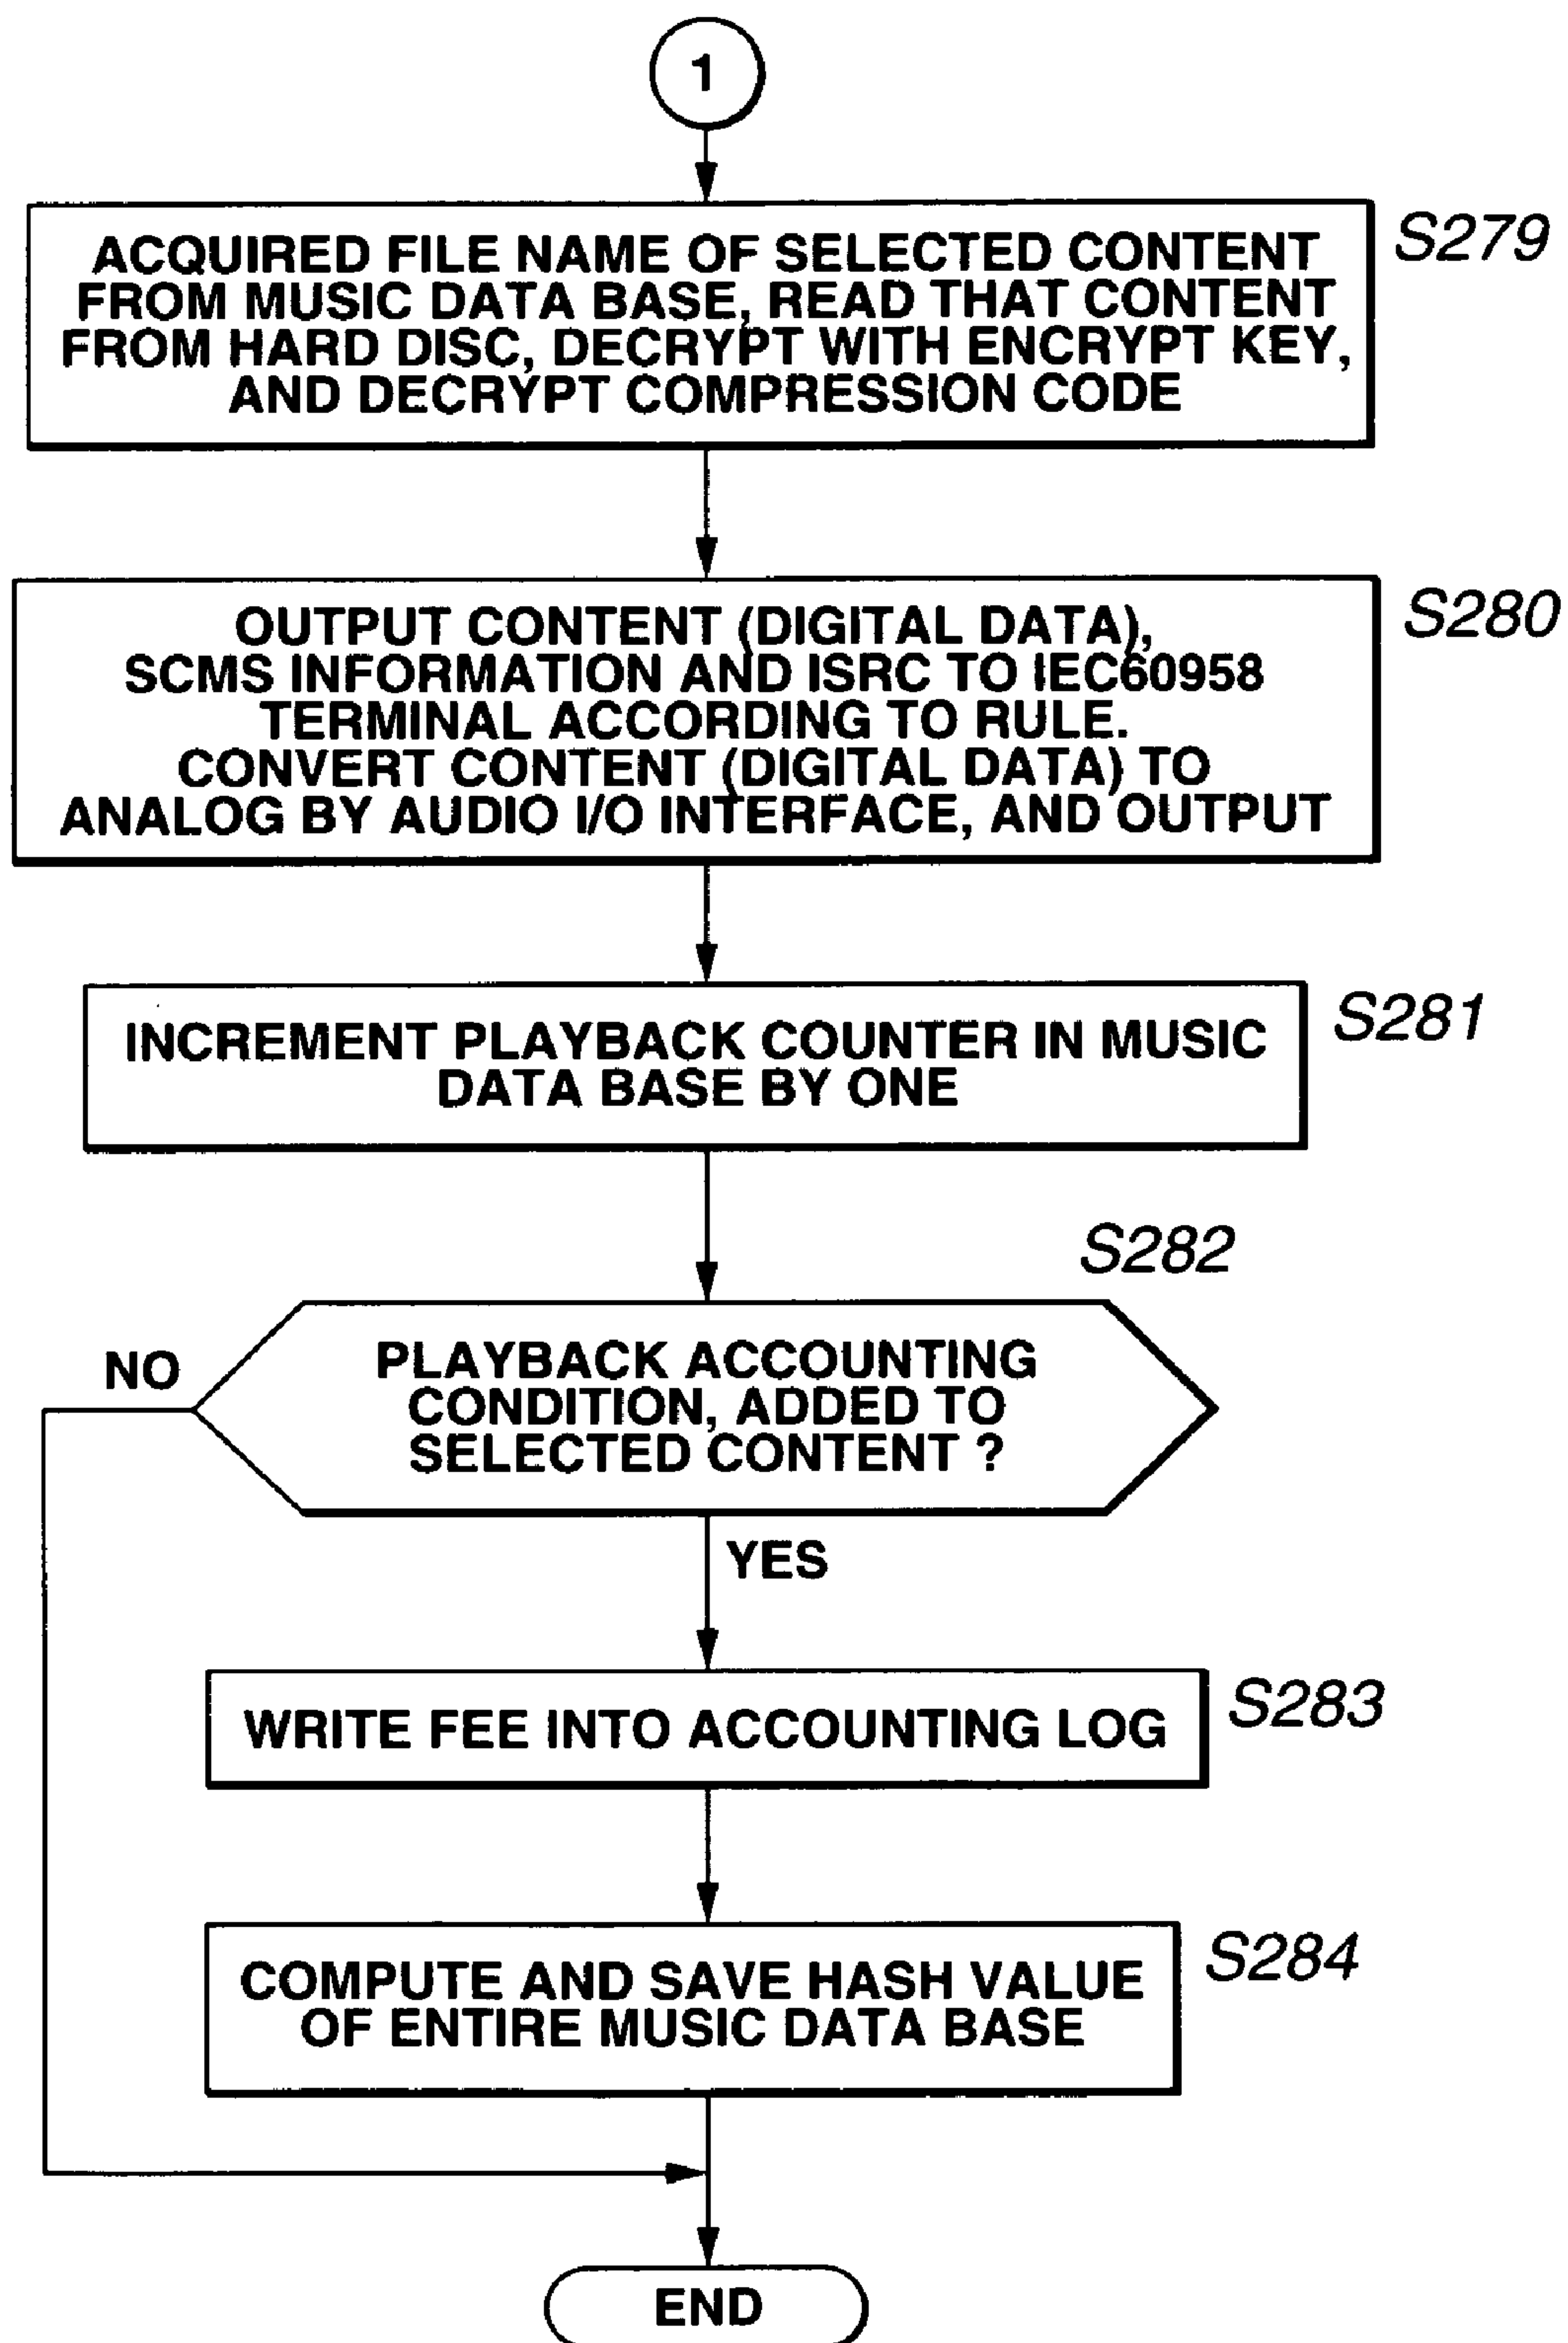 1
ACQUIRED FILE NAME OF SELECTED CONTENT
FROM MUSIC DATA BASE, READ THAT CONTENT
FROM HARD DISC, DECRYPT WITH ENCRYPT KEY,
AND DECRYPT COMPRESSION CODE
S279
OUTPUT CONTENT (DIGITAL DATA),
SCMS INFORMATION AND ISRC TO IEC60958
TERMINAL ACCORDING TO RULE.
CONVERT CONTENT (DIGITAL DATA) TO
ANALOG BY AUDIO I/O INTERFACE, AND OUTPUT
S280
INCREMENT PLAYBACK COUNTER IN MUSIC
DATA BASE BY ONE
S281
S282
PLAYBACK ACCOUNTING
CONDITION, ADDED TO
SELECTED CONTENT ?
NO
YES
WRITE FEE INTO ACCOUNTING LOG
S283
COMPUTE AND SAVE HASH VALUE
OF ENTIRE MUSIC DATA BASE
S284
END